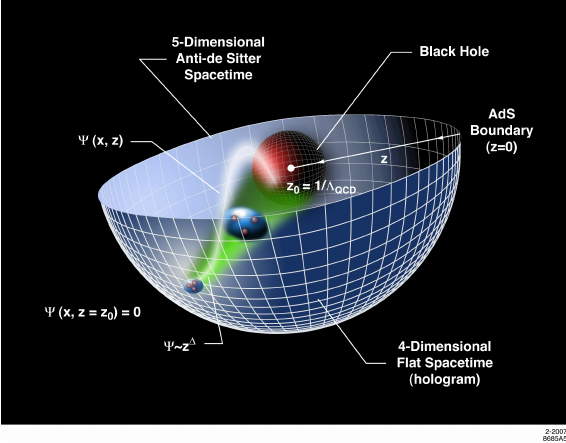 5-Dimensional
Anti-de Sitter
Spacetime
Black Hole
AdS
Boundary
(z=0)
Ψ (x, z)
z
z₀ = 1/Λ_QCD
Ψ (x, z = z₀) = 0
Ψ~z^Δ
4-Dimensional
Flat Spacetime
(hologram)
2-2007
8685A5